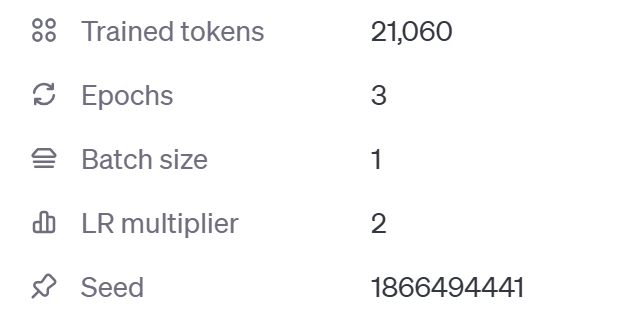 Trained tokens 21,060
Epochs 3
Batch size 1
LR multiplier 2
Seed 1866494441